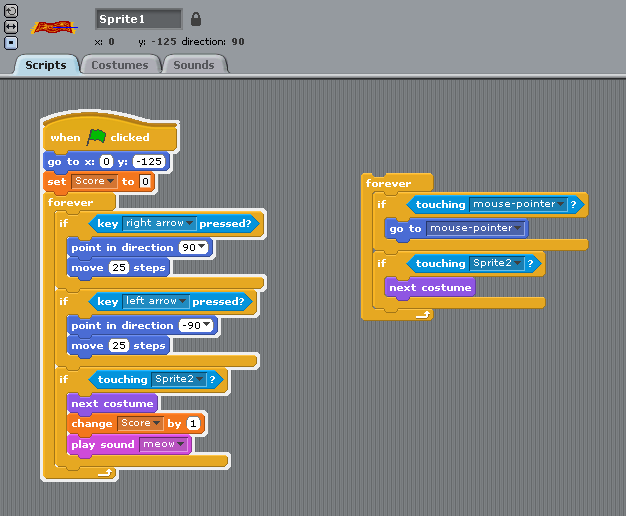 Sprite1
x: 0 y: -125 direction: 90
Scripts Costumes Sounds
when clicked
go to x: 0 y: -125
set Score to 0
forever
if key right arrow pressed?
point in direction 90
move 25 steps
if key left arrow pressed?
point in direction -90
move 25 steps
if touching Sprite2 ?
next costume
change Score by 1
play sound meow
forever
if touching mouse-pointer ?
go to mouse-pointer
if touching Sprite2 ?
next costume